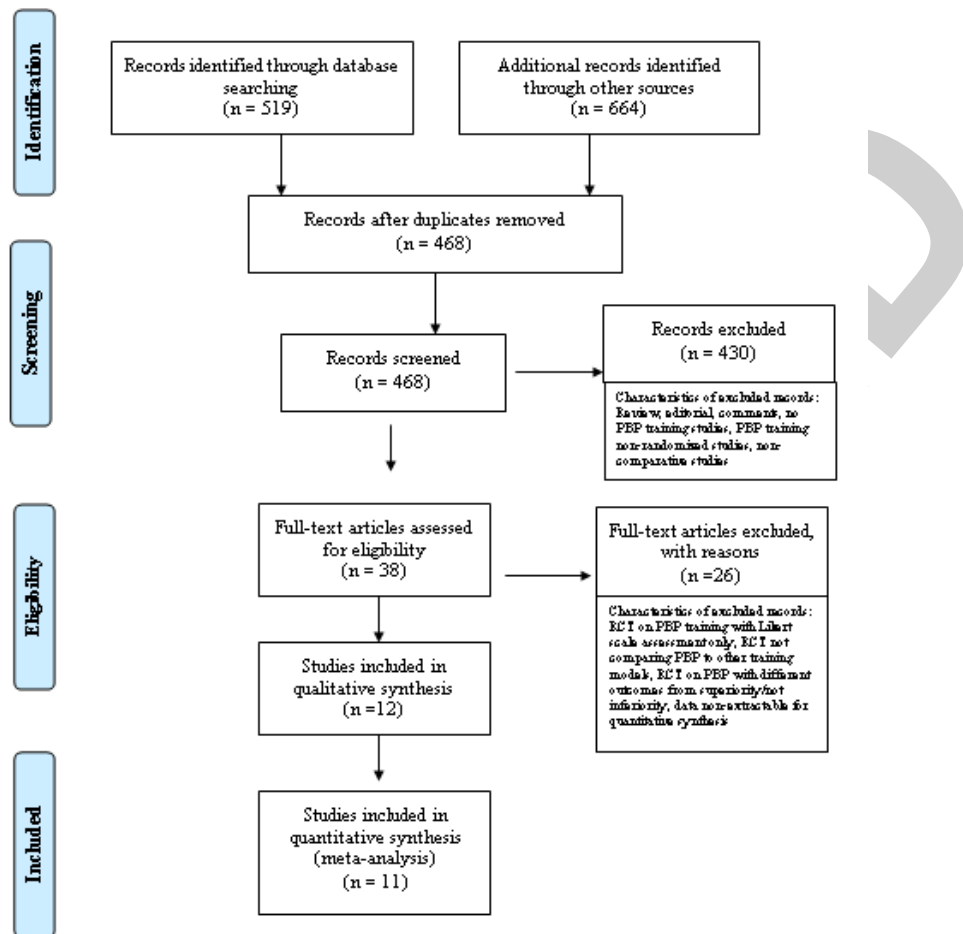 Identification
Records identified through database
searching
(n = 519)
Additional records identified
through other sources
(n = 664)
Records after duplicates removed
(n = 468)
Screening
Records screened
(n = 468)
Records excluded
(n = 430)
Characteristics of excluded records:
Review, editorial, comments, no
PBP training studies, PBP training
non-randomized studies, non-
comparative studies
Eligibility
Full-text articles assessed
for eligibility
(n = 38)
Full-text articles excluded,
with reasons
(n =26)
Characteristics of excluded records:
RCT on PBP training with Likert
scale assessment only, RCT not
comparing PBP to other training
models, RCT on PBP with different
outcomes from superiority/not
inferiority, data non-extractable for
quantitative synthesis
Studies included in
qualitative synthesis
(n =12)
Included
Studies included in
quantitative synthesis
(meta-analysis)
(n = 11)